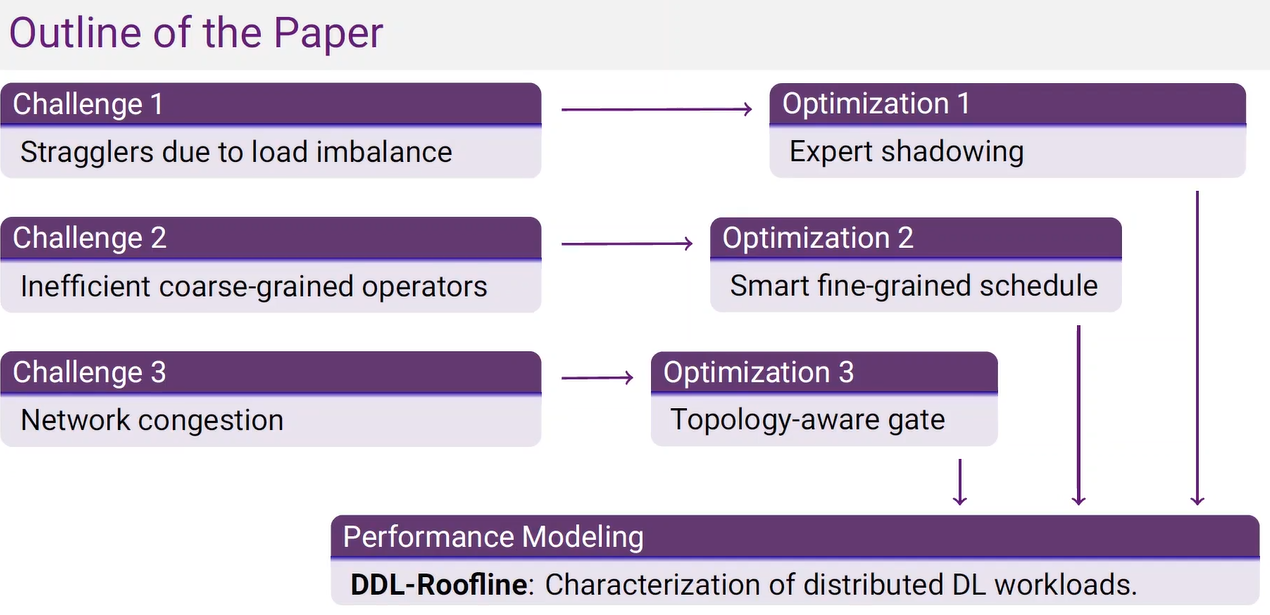 Outline of the Paper
Challenge 1
Stragglers due to load imbalance
Optimization 1
Expert shadowing
Challenge 2
Inefficient coarse-grained operators
Optimization 2
Smart fine-grained schedule
Challenge 3
Network congestion
Optimization 3
Topology-aware gate
Performance Modeling
DDL-Roofline: Characterization of distributed DL workloads.